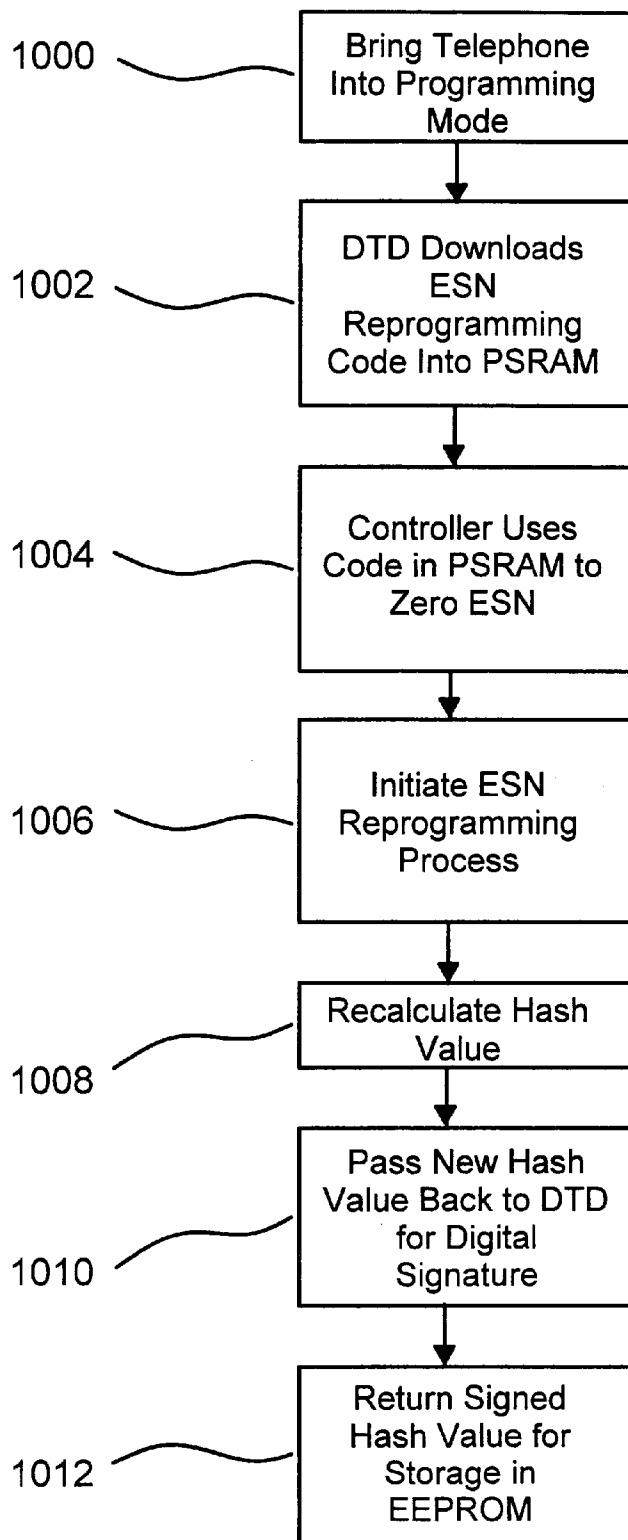 1000
Bring Telephone
Into Programming
Mode
1002
DTD Downloads
ESN
Reprogramming
Code Into PSRAM
1004
Controller Uses
Code in PSRAM to
Zero ESN
1006
Initiate ESN
Reprogramming
Process
1008
Recalculate Hash
Value
1010
Pass New Hash
Value Back to DTD
for Digital
Signature
1012
Return Signed
Hash Value for
Storage in
EEPROM